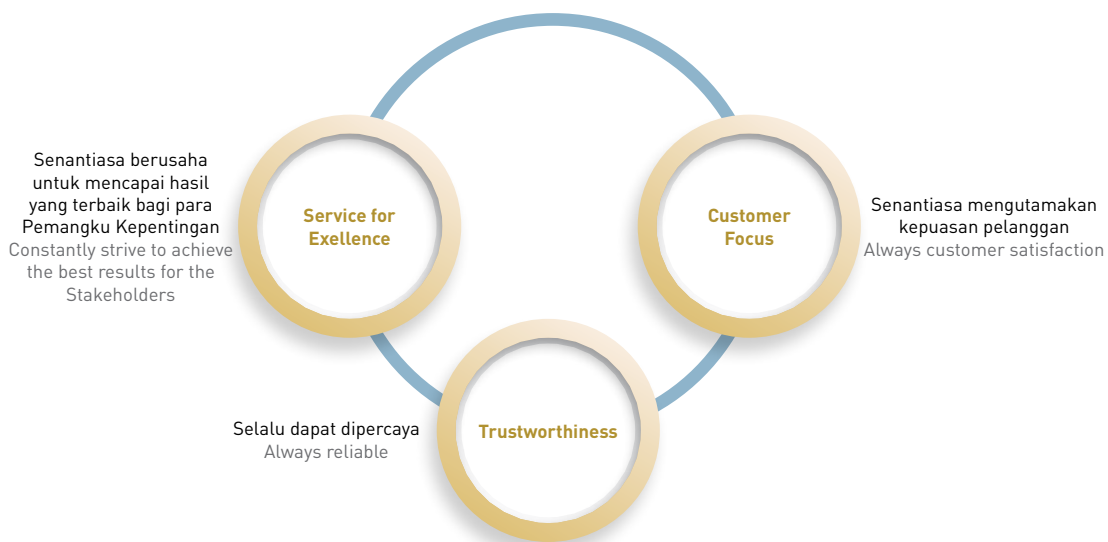 Senantiasa berusaha
untuk mencapai hasil
yang terbaik bagi para
Pemangku Kepentingan
Constantly strive to achieve
the best results for the
Stakeholders
Service for
Exellence
Customer
Focus
Senantiasa mengutamakan
kepuasan pelanggan
Always customer satisfaction
Selalu dapat dipercaya
Always reliable
Trustworthiness